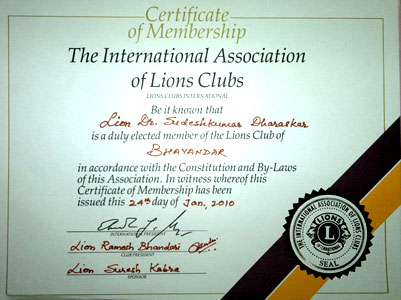 Certificate
of Membership
The International Association
of Lions Clubs
LIONS CLUBS INTERNATIONAL
Be it known that
Lion Dr. Sudeshkumar Dharaskar
is a duly elected member of the Lions Club of
BHAYANDAR
in accordance with the Constitution and By-Laws
of this Association. In witness whereof this
Certificate of Membership has been
issued this 24th day of Jan, 2010
INTERNATIONAL PRESIDENT
Lion Ramesh Bhandari
CLUB PRESIDENT
Lion Suresh Kabra
SPONSOR
THE INTERNATIONAL ASSOCIATION OF LIONS CLUBS
LIONS
L
INTERNATIONAL
SEAL